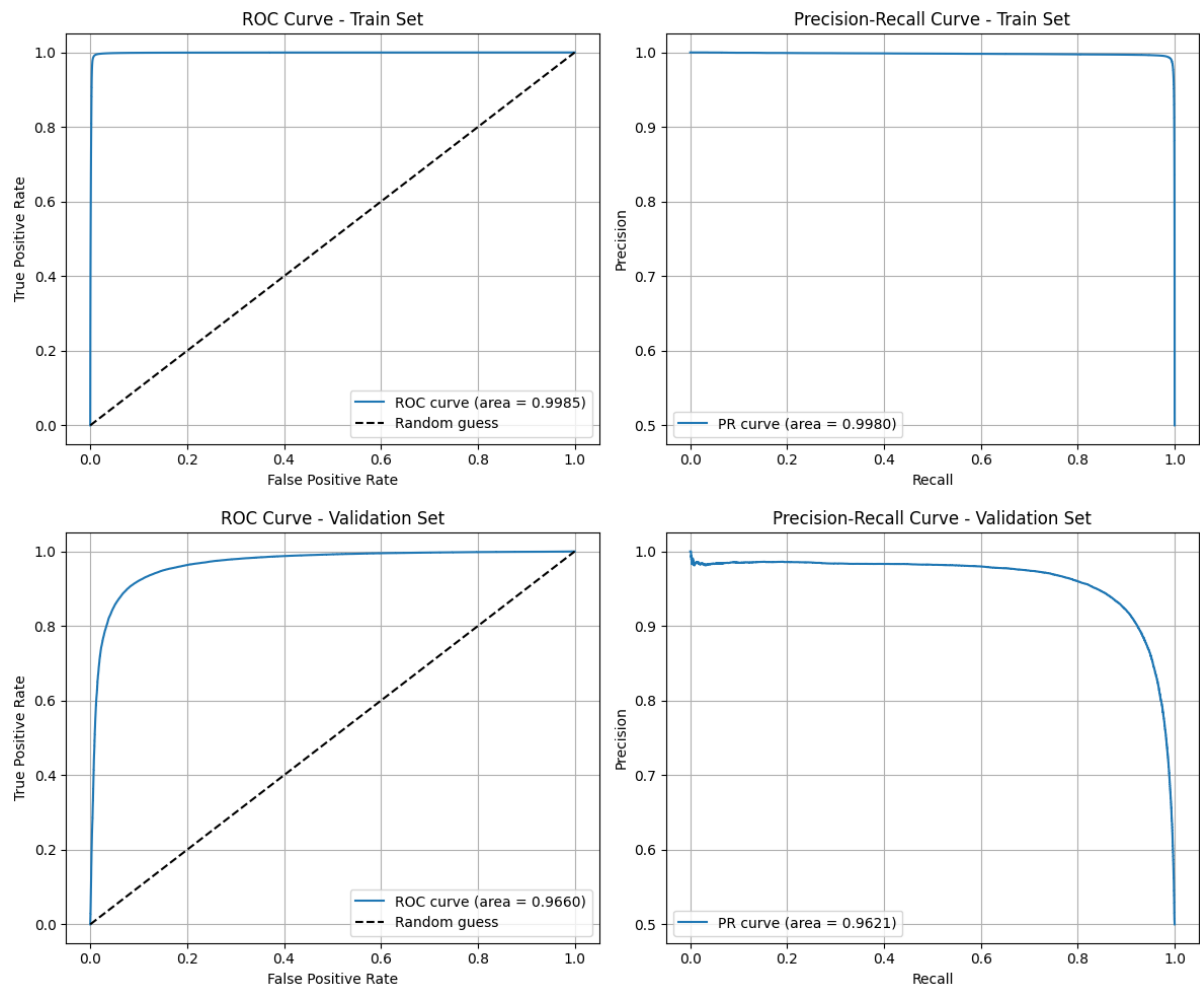 ROC Curve - Train Set
1.0
0.8
0.6
0.4
0.2
0.0
True Positive Rate
ROC curve (area = 0.9985)
Random guess
0.0 0.2 0.4 0.6 0.8 1.0
False Positive Rate
Precision-Recall Curve - Train Set
1.0
0.9
0.8
0.7
0.6
0.5
Precision
PR curve (area = 0.9980)
0.0 0.2 0.4 0.6 0.8 1.0
Recall
ROC Curve - Validation Set
1.0
0.8
0.6
0.4
0.2
0.0
True Positive Rate
ROC curve (area = 0.9660)
Random guess
0.0 0.2 0.4 0.6 0.8 1.0
False Positive Rate
Precision-Recall Curve - Validation Set
1.0
0.9
0.8
0.7
0.6
0.5
Precision
PR curve (area = 0.9621)
0.0 0.2 0.4 0.6 0.8 1.0
Recall